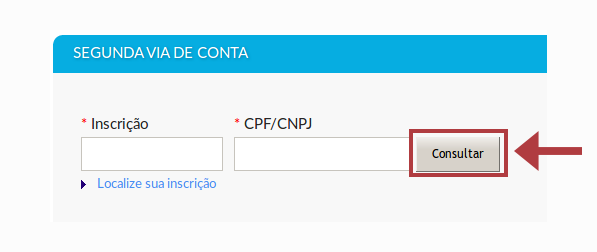 SEGUNDA VIA DE CONTA
* Inscrição * CPF/CNPJ
Consultar
Localize sua inscrição